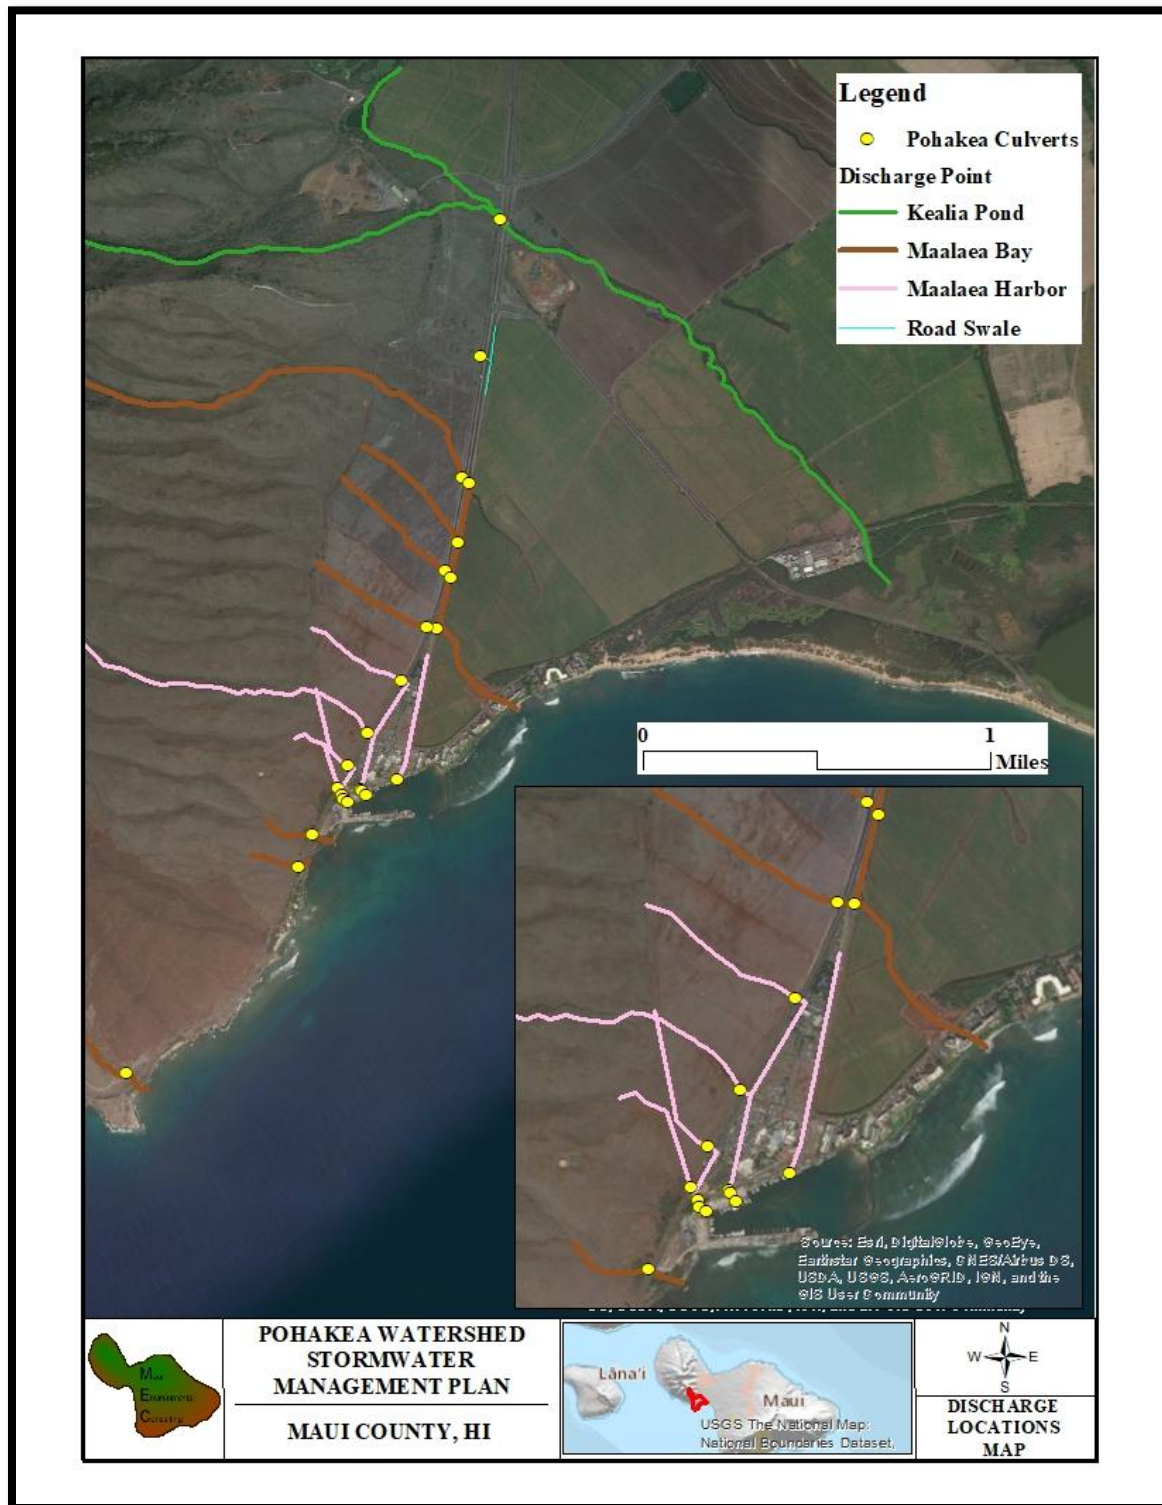 Legend
Pohakea Culverts
Discharge Point
Kealia Pond
Maalaea Bay
Maalaea Harbor
Road Swale
0 1
Miles
Source: Esri, DigitalGlobe, GeoEye,
Earthstar Geographics, CNES/Airbus DS,
USDA, USGS, AeroGRID, IGN, and the
GIS User Community
Maui
Environmental
POHAKEA WATERSHED
STORMWATER
MANAGEMENT PLAN
MAUI COUNTY, HI
Lāna'i
Maui
USGS The National Map:
National Boundaries Dataset,
N
W E
S
DISCHARGE
LOCATIONS
MAP